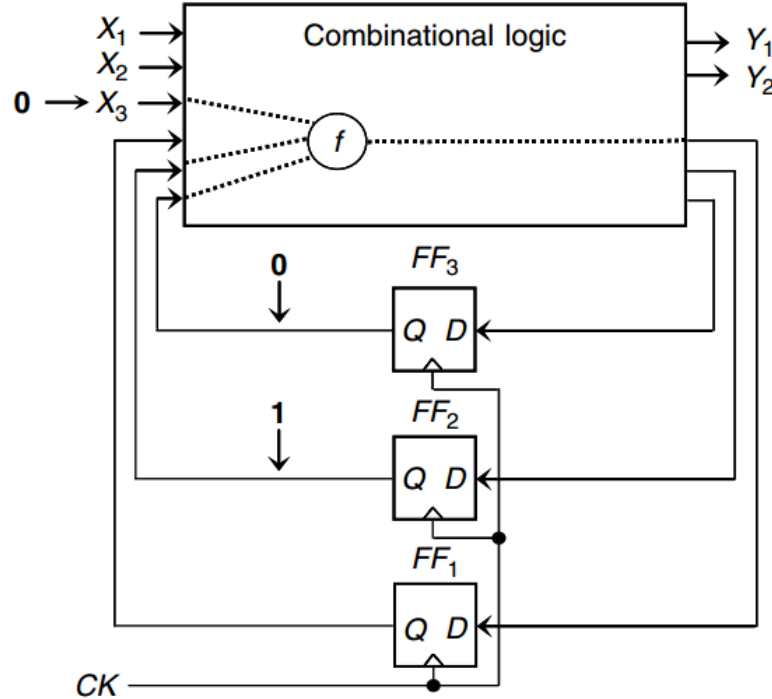 X1
Combinational logic
Y1
X2
Y2
0
X3
f
0
FF3
Q D
1
FF2
Q D
FF1
Q D
CK